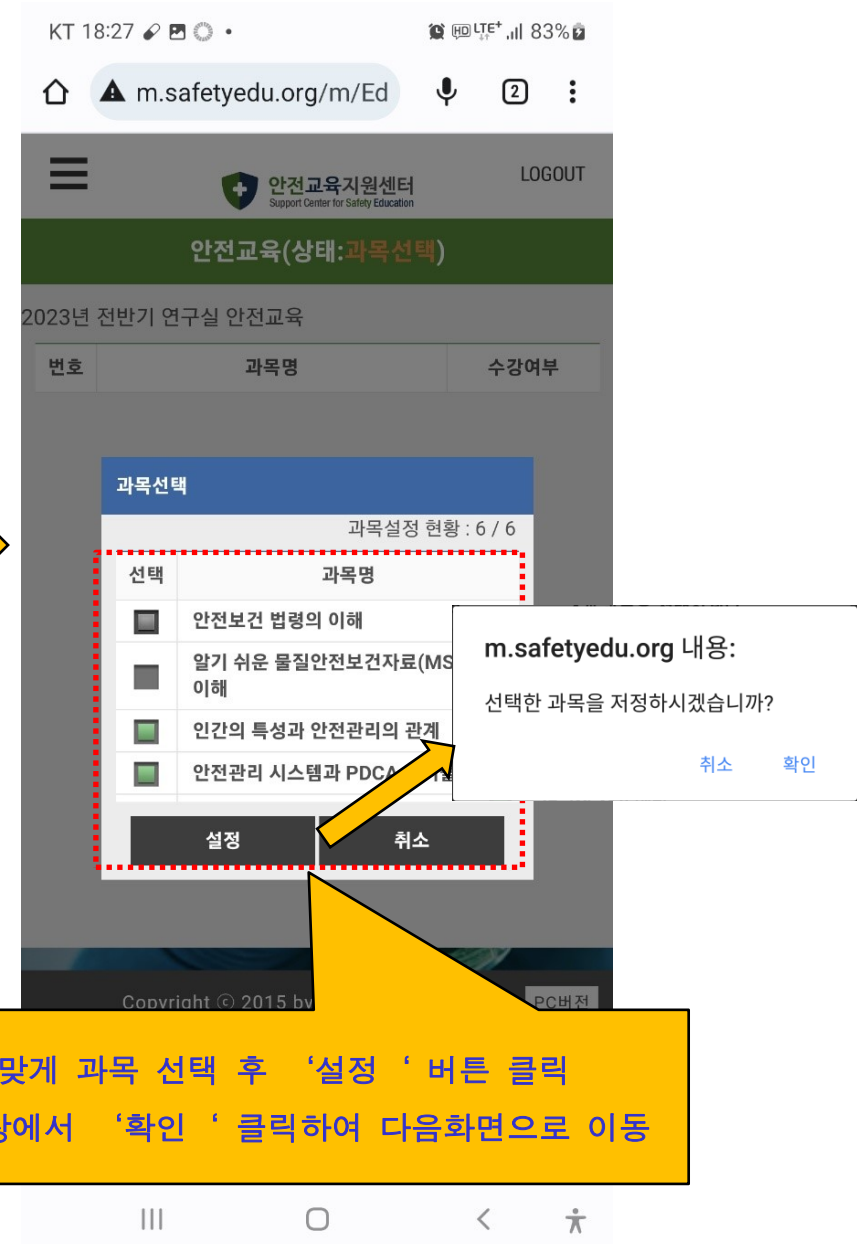 KT 18:27
LTE+ 83%
m.safetyedu.org/m/Ed
2
안전교육지원센터
Support Center for Safety Education
LOGOUT
안전교육(상태:과목선택)
2023년 전반기 연구실 안전교육
번호 과목명 수강여부
과목선택
과목설정 현황 : 6 / 6
선택 과목명
안전보건 법령의 이해
알기 쉬운 물질안전보건자료(MS
이해
인간의 특성과 안전관리의 관계
안전관리 시스템과 PDCA
설정 취소
m.safetyedu.org 내용:
선택한 과목을 저정하시겠습니까?
취소 확인
Copyright ⓒ 2015 by
PC버전
맞게 과목 선택 후 ‘설정 ‘ 버튼 클릭
창에서 ‘확인 ‘ 클릭하여 다음화면으로 이동